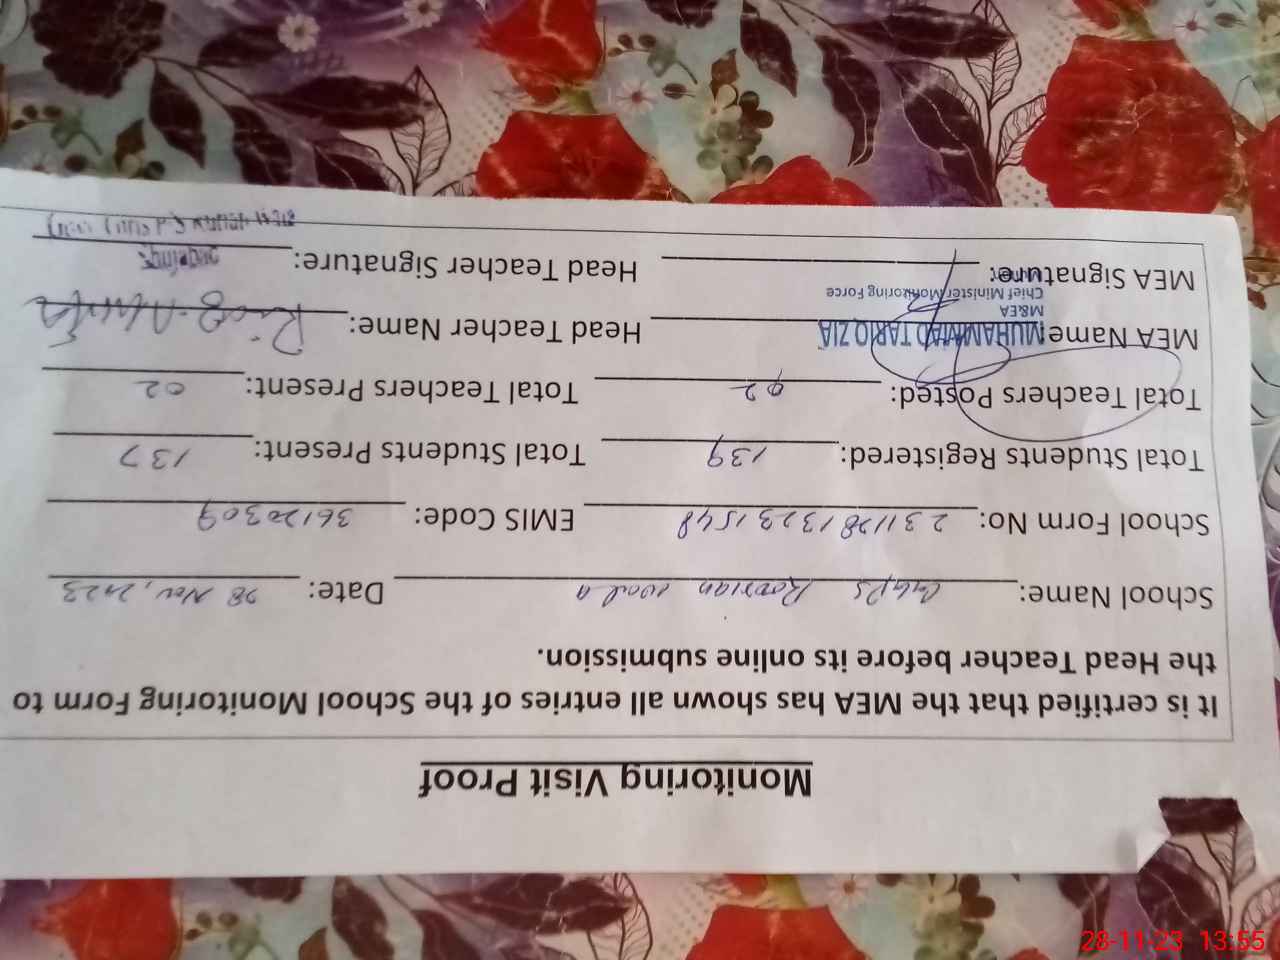 Monitoring Visit Proof
It is certified that the MEA has shown all entries of the School Monitoring Form to
the Head Teacher before its online submission.
School Name: Date: 28 Nov, 2023
School Form No: 23112813231548 EMIS Code: 36120309
Total Students Registered: 139 Total Students Present: 137
Total Teachers Posted: 02 Total Teachers Present: 02
MEA Name: MUHAMMAD TARIQ ZIA Head Teacher Name:
M&EA
Chief Minister Monitoring Force
MEA Signature: Head Teacher Signature:
28-11-23 13:55